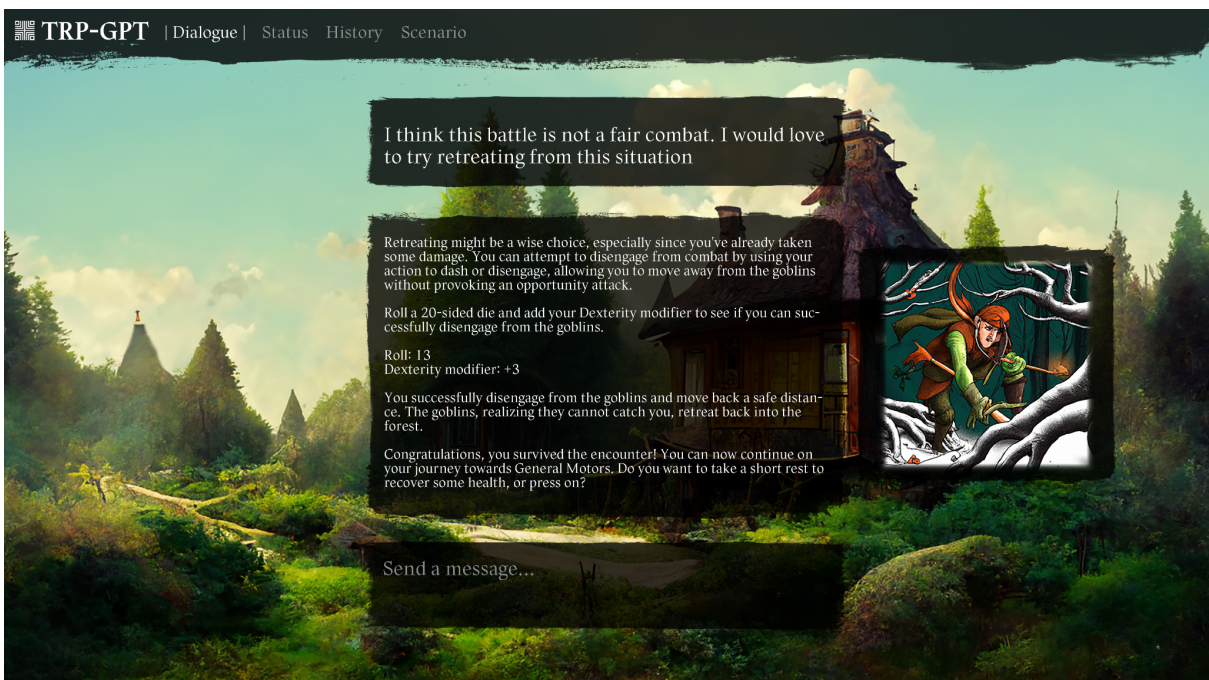 TRP-GPT | Dialogue | Status History Scenario
I think this battle is not a fair combat. I would love
to try retreating from this situation
Retreating might be a wise choice, especially since you've already taken
some damage. You can attempt to disengage from combat by using your
action to dash or disengage, allowing you to move away from the goblins
without provoking an opportunity attack.
Roll a 20-sided die and add your Dexterity modifier to see if you can suc-
cessfully disengage from the goblins.
Roll: 13
Dexterity modifier: +3
You successfully disengage from the goblins and move back a safe distan-
ce. The goblins, realizing they cannot catch you, retreat back into the
forest.
Congratulations, you survived the encounter! You can now continue on
your journey towards General Motors. Do you want to take a short rest to
recover some health, or press on?
Send a message...